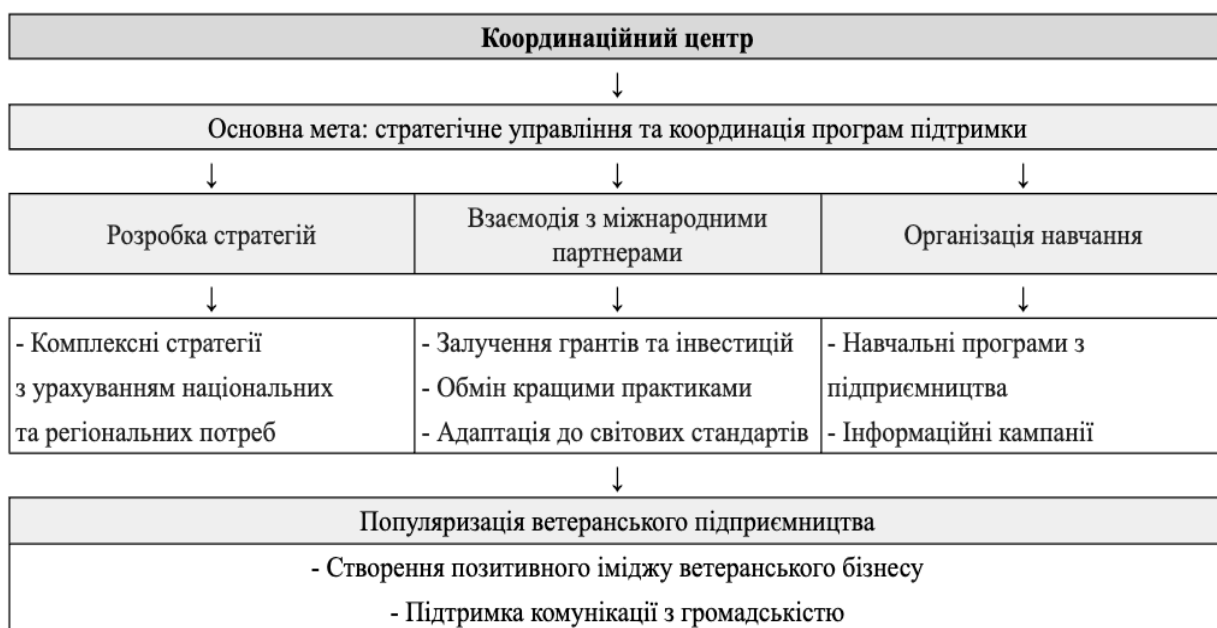 Координаційний центр
↓
Основна мета: стратегічне управління та координація програм підтримки
↓ ↓ ↓
Розробка стратегій
Взаємодія з міжнародними
партнерами
Організація навчання
↓ ↓ ↓
- Комплексні стратегії
з урахуванням національних
та регіональних потреб
- Залучення грантів та інвестицій
- Обмін кращими практиками
- Адаптація до світових стандартів
- Навчальні програми з
підприємництва
- Інформаційні кампанії
↓
Популяризація ветеранського підприємництва
- Створення позитивного іміджу ветеранського бізнесу
- Підтримка комунікації з громадськістю